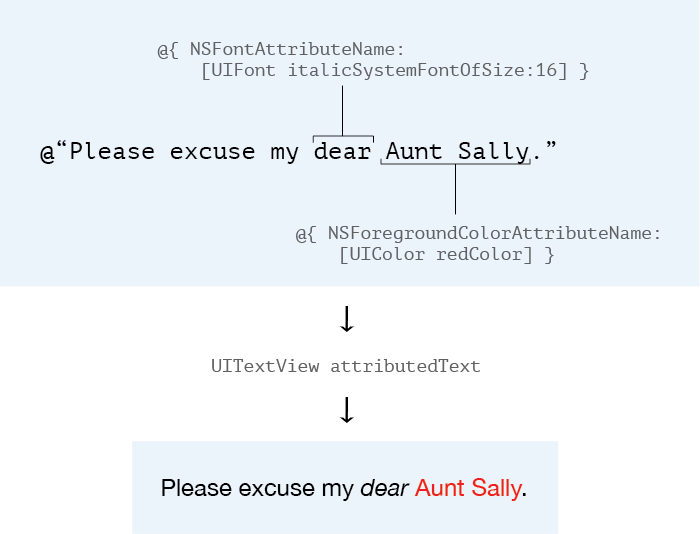 @{ NSFontAttributeName:
[UIFont italicSystemFontOfSize:16] }
@“Please excuse my dear Aunt Sally.”
@{ NSForegroundColorAttributeName:
[UIColor redColor] }
↓
UITextView attributedText
↓
Please excuse my dear Aunt Sally.